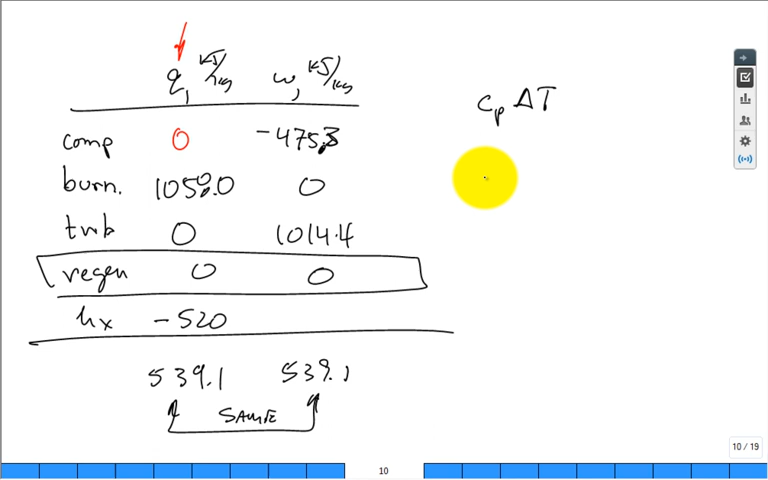 q, kJ/kg w, kJ/kg
cp ΔT
comp 0 -475.3
burn. 1059.0 0
turb 0 1014.4
regen 0 0
hx -520
539.1 539.1
SAME
10 / 19
10